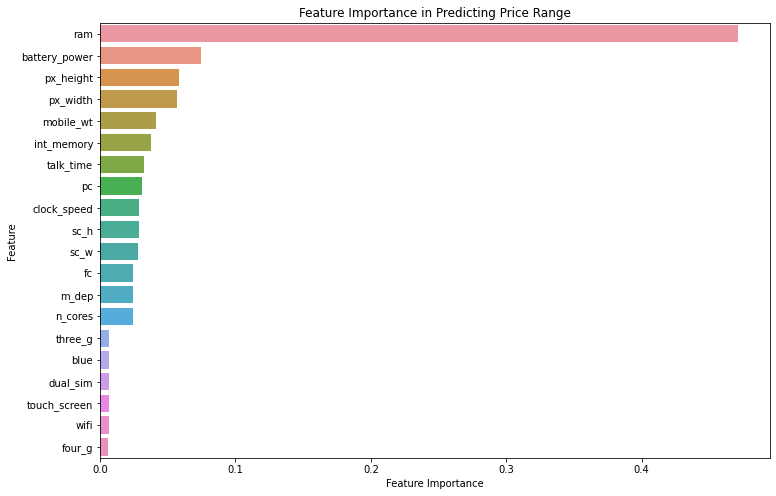 Feature Importance in Predicting Price Range
ram
battery_power
px_height
px_width
mobile_wt
int_memory
talk_time
pc
clock_speed
sc_h
sc_w
fc
m_dep
n_cores
three_g
blue
dual_sim
touch_screen
wifi
four_g
Feature
0.0 0.1 0.2 0.3 0.4
Feature Importance